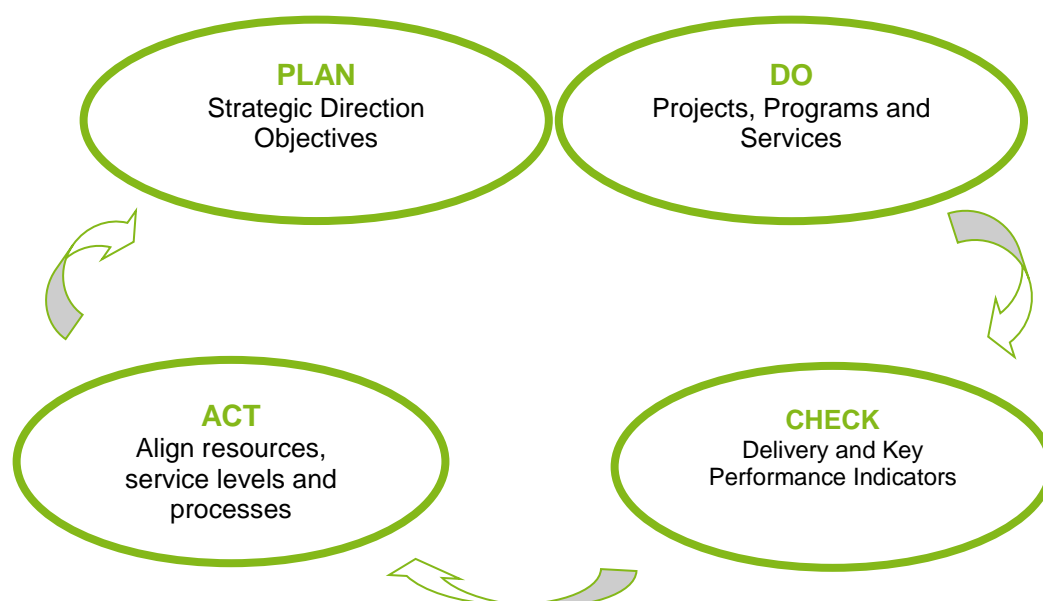 PLAN
Strategic Direction
Objectives
DO
Projects, Programs and
Services
ACT
Align resources,
service levels and
processes
CHECK
Delivery and Key
Performance Indicators